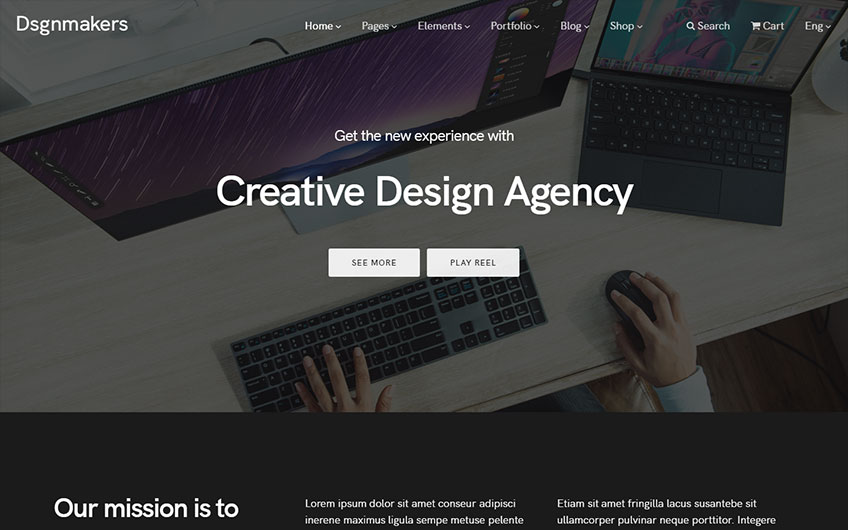 Dsgnmakers
Home Pages Elements Portfolio Blog Shop Search Cart Eng
Get the new experience with
Creative Design Agency
SEE MORE PLAY REEL
Our mission is to
Lorem ipsum dolor sit amet conseur adipisci
inerene maximus ligula sempe metuse pelente
Etiam sit amet fringilla lacus susantebe sit
ullamcorper pulvinar neque porttitor. Integere